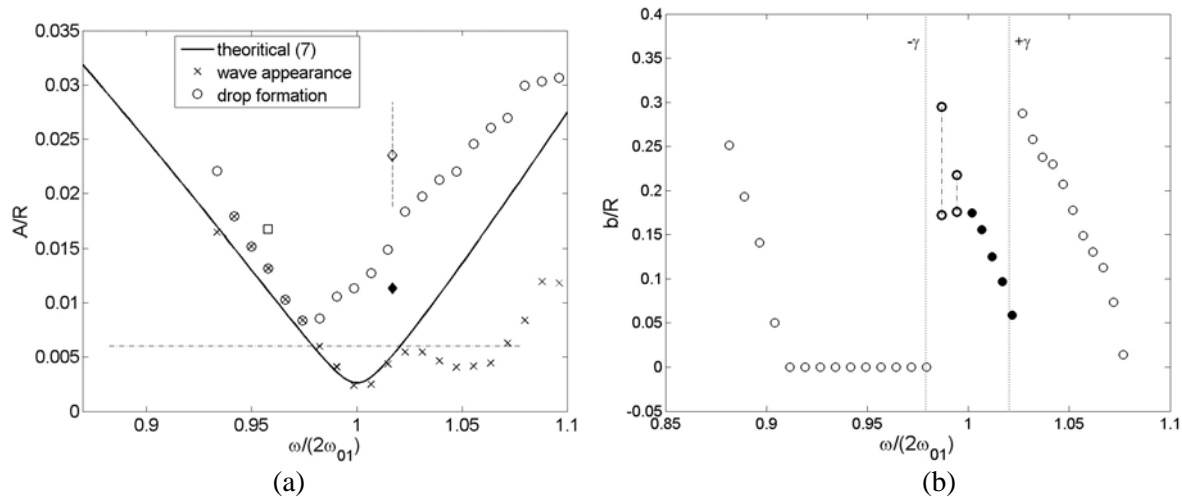 0.035
theoritical (7)
wave appearance
drop formation
0.03
0.025
0.02
0.015
0.01
0.005
0
A/R
0.9
0.95
1
1.05
1.1
ω/(2ω01)
(a)
0.4
0.35
0.3
0.25
0.2
0.15
0.1
0.05
0
-0.05
b/R
-γ
+γ
0.85
0.9
0.95
1
1.05
1.1
ω/(2ω01)
(b)